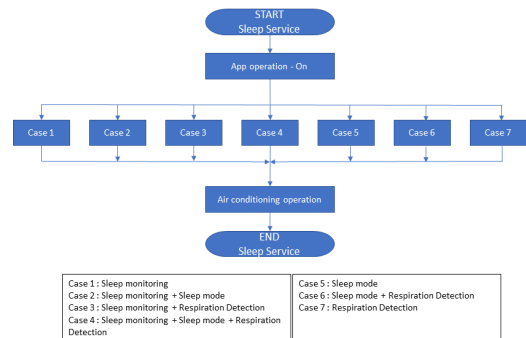 START
Sleep Service
App operation - On
Case 1
Case 2
Case 3
Case 4
Case 5
Case 6
Case 7
Air conditioning operation
END
Sleep Service
Case 1 : Sleep monitoring
Case 2 : Sleep monitoring + Sleep mode
Case 3 : Sleep monitoring + Respiration Detection
Case 4 : Sleep monitoring + Sleep mode + Respiration
Detection
Case 5 : Sleep mode
Case 6 : Sleep mode + Respiration Detection
Case 7 : Respiration Detection